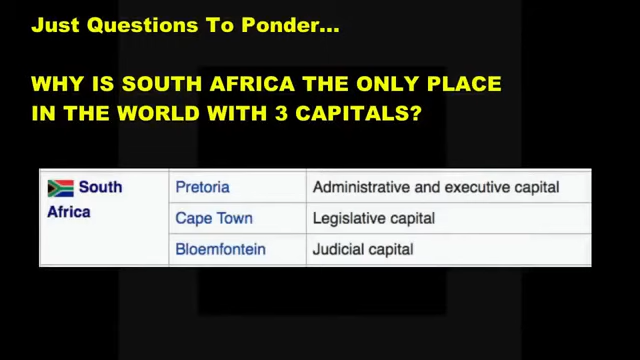 Just Questions To Ponder...
WHY IS SOUTH AFRICA THE ONLY PLACE
IN THE WORLD WITH 3 CAPITALS?
South Africa
Pretoria Administrative and executive capital
Cape Town Legislative capital
Bloemfontein Judicial capital